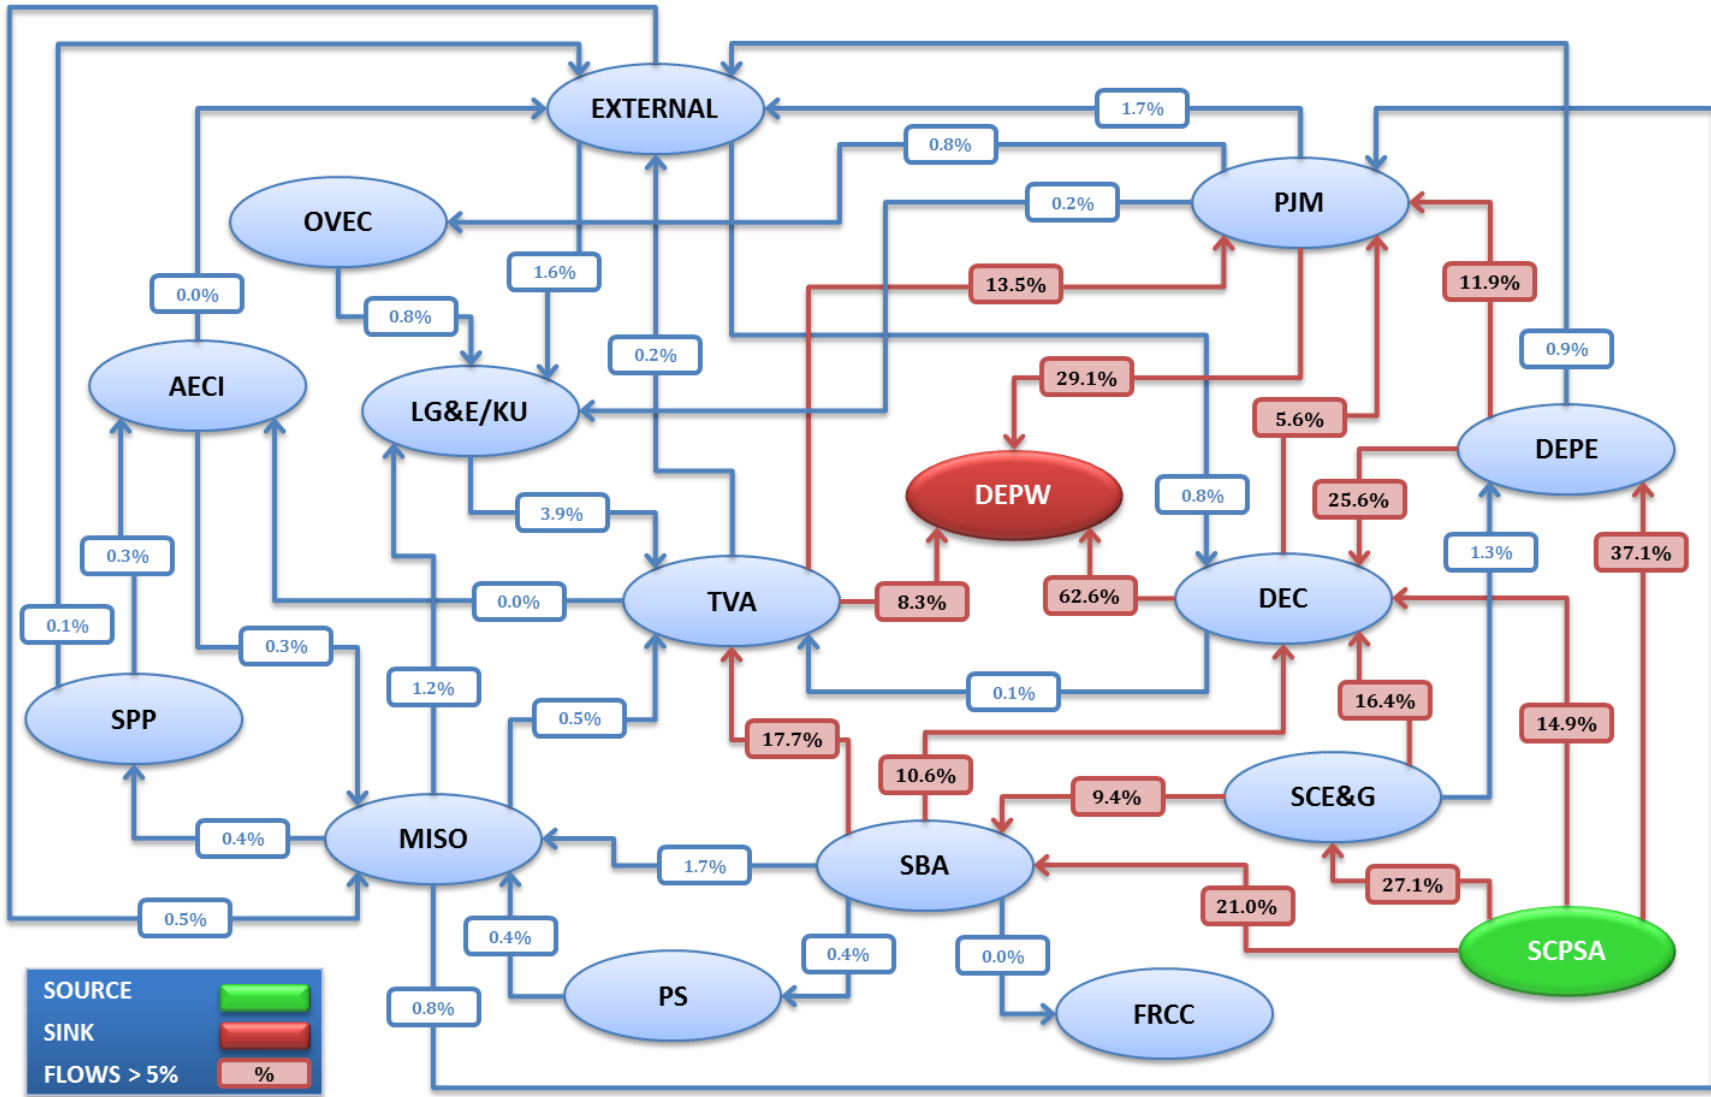 EXTERNAL
1.7%
0.8%
OVEC
0.2%
PJM
1.6%
0.0%
13.5%
11.9%
0.8%
0.2%
0.9%
AECI
29.1%
LG&E/KU
5.6%
DEPE
DEPW
0.8%
25.6%
3.9%
0.3%
1.3%
37.1%
0.0%
TVA
8.3%
62.6%
DEC
0.1%
0.3%
1.2%
0.1%
16.4%
SPP
0.5%
17.7%
14.9%
10.6%
9.4%
SCE&G
0.4%
MISO
1.7%
SBA
27.1%
0.5%
21.0%
0.4%
0.4%
0.0%
SCPSA
SOURCE
PS
0.8%
FRCC
SINK
FLOWS > 5%
%